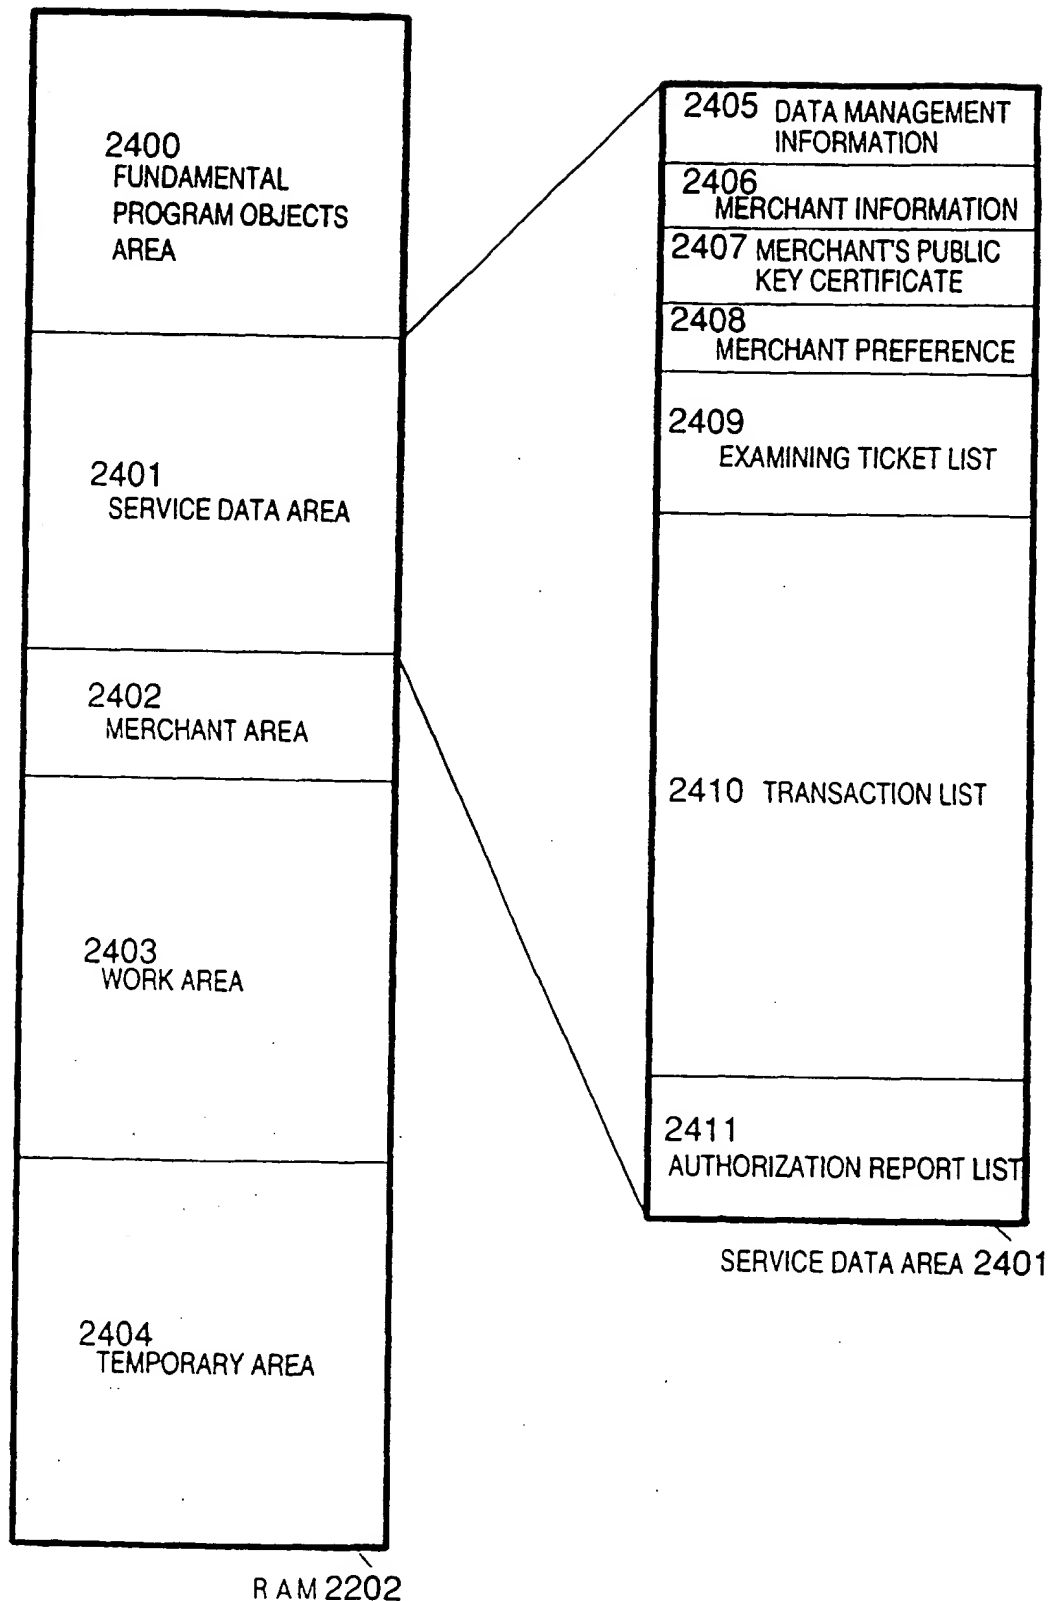 2400
FUNDAMENTAL
PROGRAM OBJECTS
AREA
2401
SERVICE DATA AREA
2402
MERCHANT AREA
2403
WORK AREA
2404
TEMPORARY AREA
RAM 2202
2405 DATA MANAGEMENT
INFORMATION
2406
MERCHANT INFORMATION
2407 MERCHANT'S PUBLIC
KEY CERTIFICATE
2408
MERCHANT PREFERENCE
2409
EXAMINING TICKET LIST
2410 TRANSACTION LIST
2411
AUTHORIZATION REPORT LIST
SERVICE DATA AREA 2401